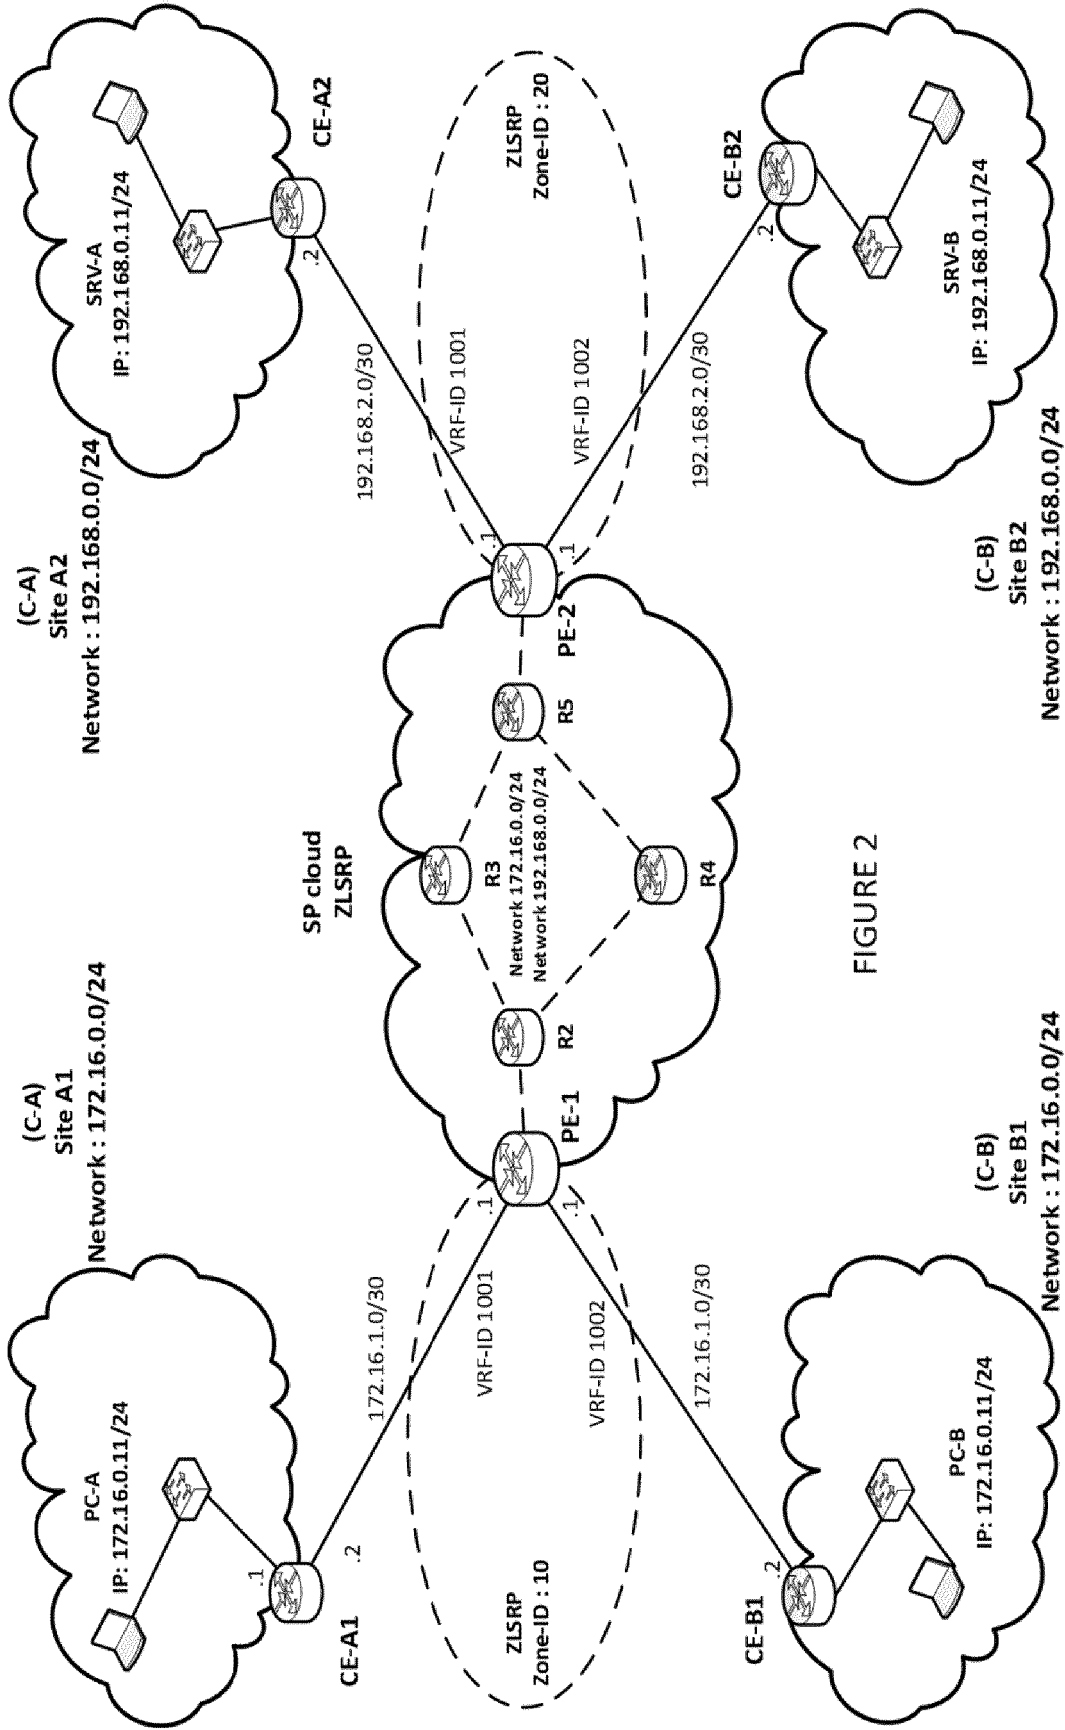 (C-A)
Site A1
Network : 172.16.0.0/24
(C-A)
Site A2
Network : 192.168.0.0/24
PC-A
IP: 172.16.0.11/24
.1
CE-A1
.2
172.16.1.0/30
SRV-A
IP: 192.168.0.11/24
CE-A2
.2
192.168.2.0/30
SP cloud
ZLSRP
ZLSRP
Zone-ID : 10
VRF-ID 1001
VRF-ID 1002
.1
.1
PE-1
R2
R3
Network 172.16.0.0/24
Network 192.168.0.0/24
R4
R5
PE-2
.1
.1
VRF-ID 1001
VRF-ID 1002
ZLSRP
Zone-ID : 20
172.16.1.0/30
CE-B1
.2
192.168.2.0/30
CE-B2
.2
PC-B
IP: 172.16.0.11/24
SRV-B
IP: 192.168.0.11/24
(C-B)
Site B1
Network : 172.16.0.0/24
(C-B)
Site B2
Network : 192.168.0.0/24
FIGURE 2